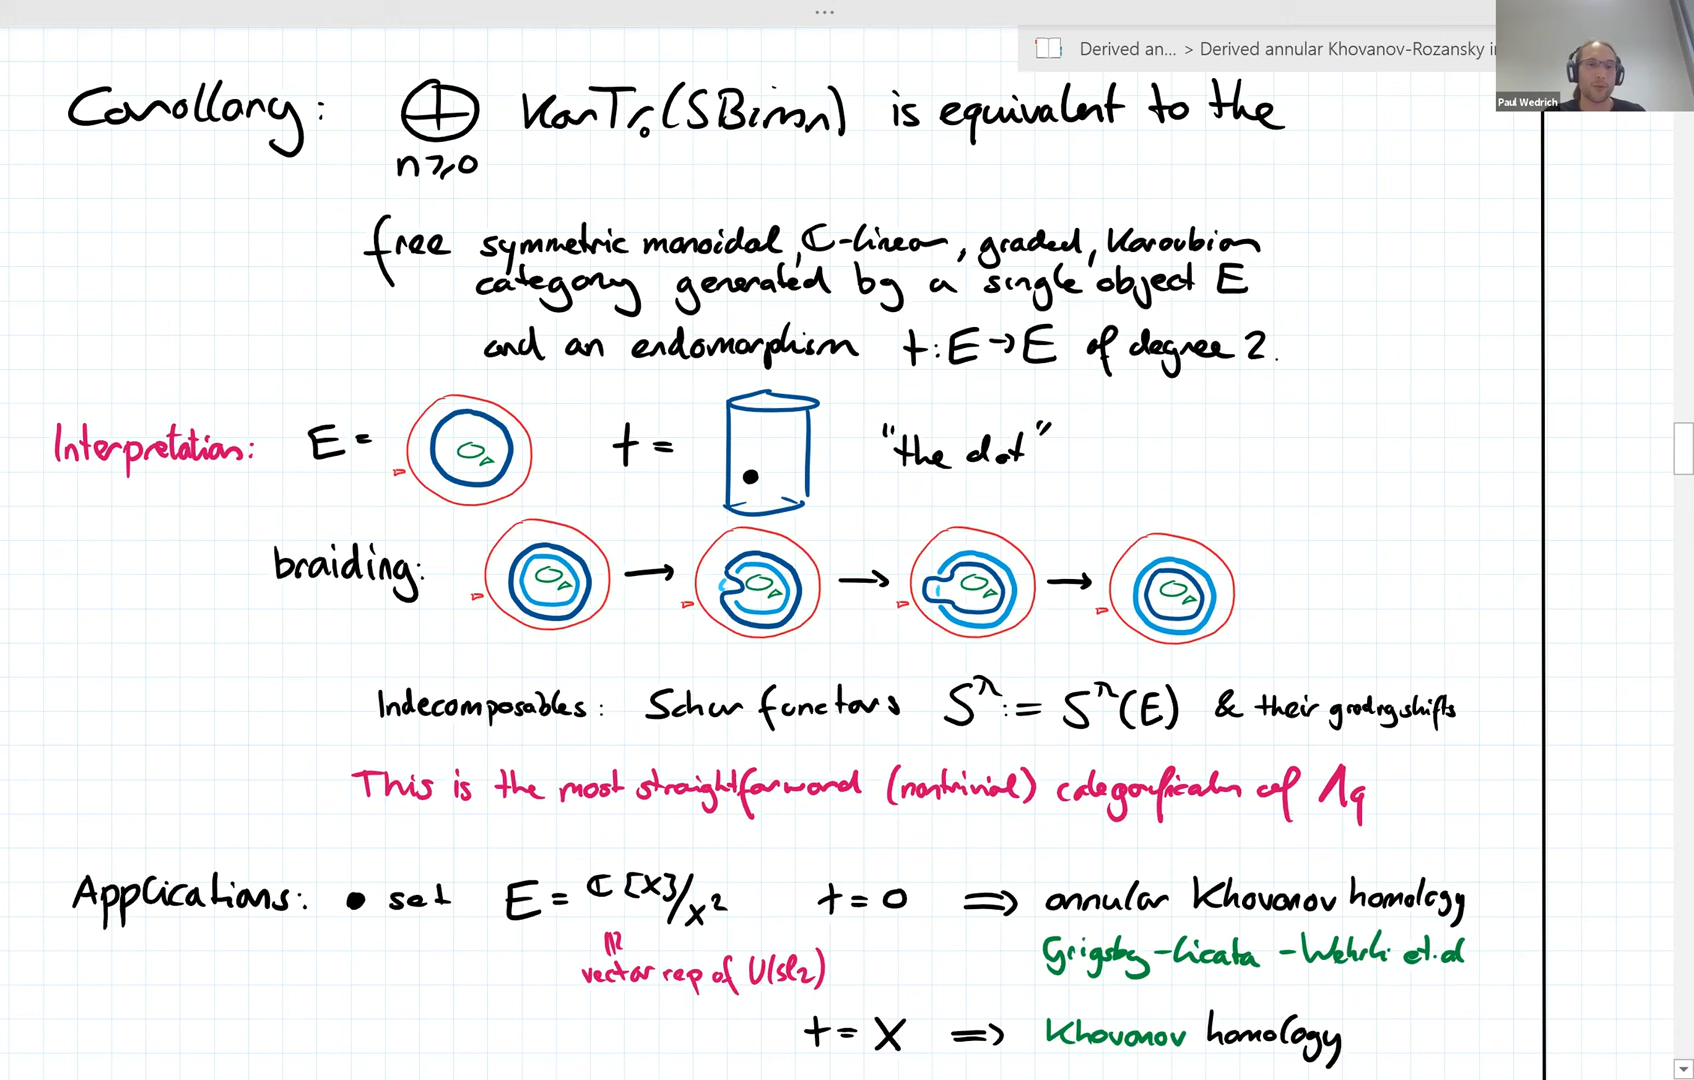 Derived an... > Derived annular Khovanov-Rozansky in
Paul Wedrich
Corollary: ⊕ KarTr₀(SBimₙ) is equivalent to the
n≥0
free symmetric monoidal, ℂ-linear, graded, Karoubian
category generated by a single object E
and an endomorphism t: E → E of degree 2.
Interpretation: E = t = "the dot"
braiding: → → →
Indecomposables: Schur functors S^λ := S^λ(E) & their grading shifts
This is the most straightforward (nontrivial) categorification of Λq
Applications: • set E = ℂ[X]/X² t = 0 ⟹ annular Khovanov homology
vector rep of U(sl₂) Grigsby-Licata-Wehrli et.al
t = X ⟹ Khovanov homology